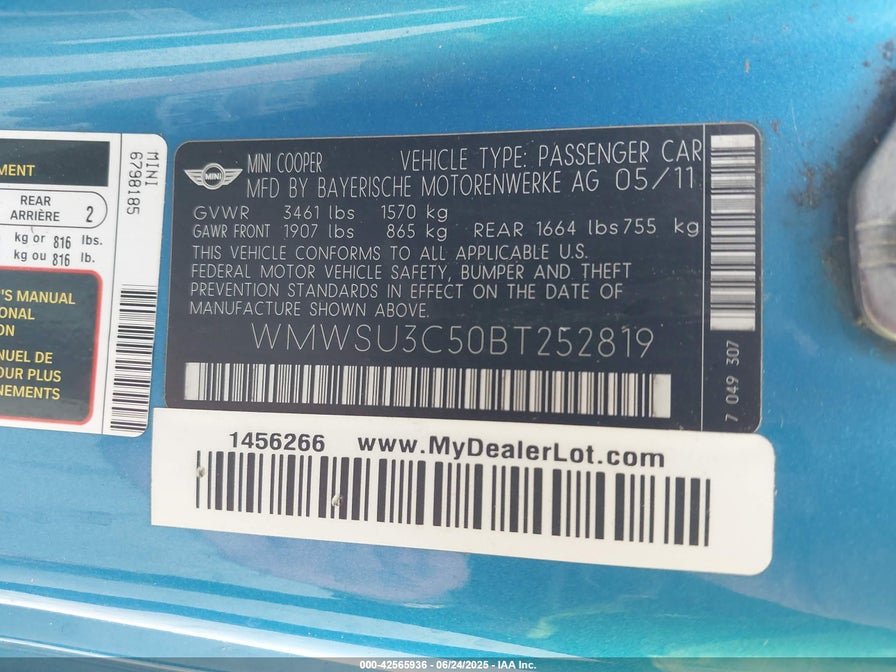 MENT
REAR
ARRIÈRE 2
kg or 816 lbs.
kg ou 816 lb.
'S MANUAL
IONAL
TION
NUEL DE
OUR PLUS
NEMENTS
MINI
6798185
MINI
MINI COOPER VEHICLE TYPE: PASSENGER CAR
MFD BY BAYERISCHE MOTORENWERKE AG 05/11
GVWR 3461 lbs 1570 kg
GAWR FRONT 1907 lbs 865 kg REAR 1664 lbs 755 kg
THIS VEHICLE CONFORMS TO ALL APPLICABLE U.S.
FEDERAL MOTOR VEHICLE SAFETY, BUMPER AND THEFT
PREVENTION STANDARDS IN EFFECT ON THE DATE OF
MANUFACTURE SHOWN ABOVE.
WMWSU3C50BT252819
7 049 307
1456266 www.MyDealerLot.com
000-42565936 - 06/24/2025 - IAA Inc.